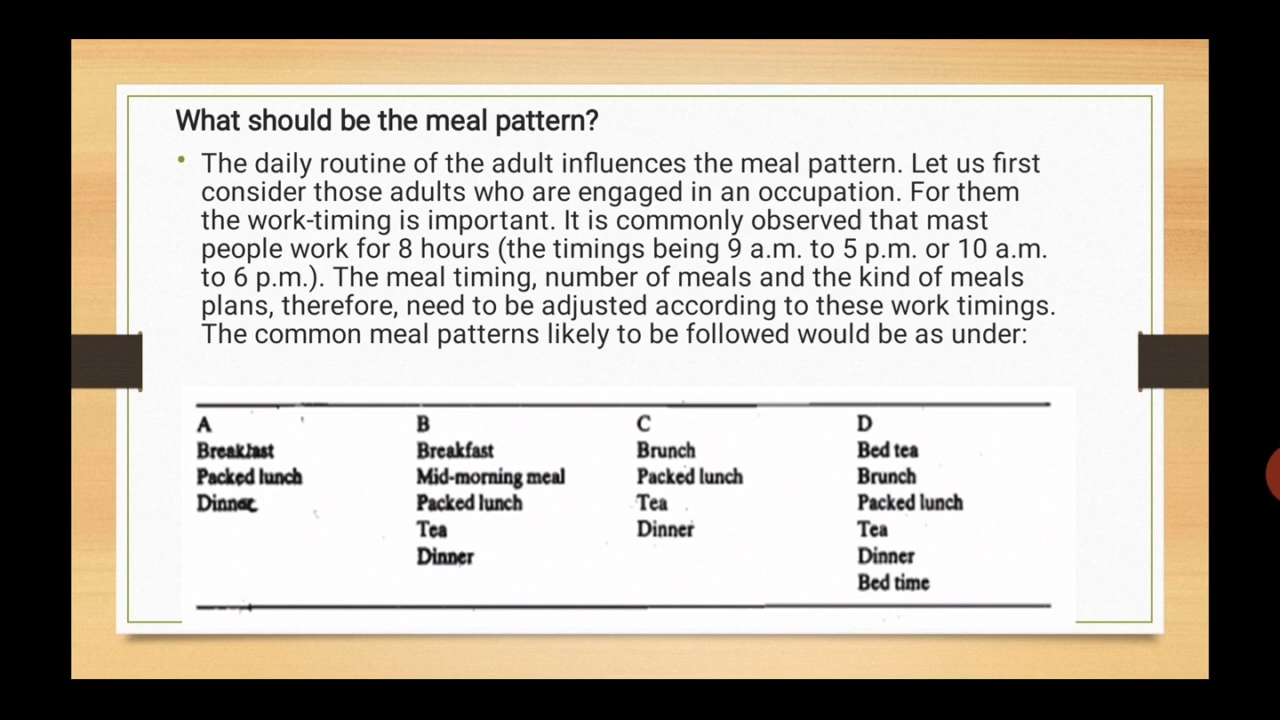 What should be the meal pattern?
• The daily routine of the adult influences the meal pattern. Let us first
consider those adults who are engaged in an occupation. For them
the work-timing is important. It is commonly observed that mast
people work for 8 hours (the timings being 9 a.m. to 5 p.m. or 10 a.m.
to 6 p.m.). The meal timing, number of meals and the kind of meals
plans, therefore, need to be adjusted according to these work timings.
The common meal patterns likely to be followed would be as under:
A B C D
Breakfast Breakfast Brunch Bed tea
Packed lunch Mid-morning meal Packed lunch Brunch
Dinner Packed lunch Tea Packed lunch
Tea Dinner Tea
Dinner Dinner
Bed time